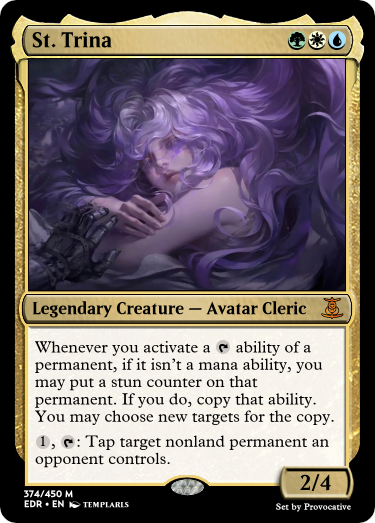 St. Trina
Legendary Creature — Avatar Cleric
Whenever you activate a ability of a
permanent, if it isn't a mana ability, you
may put a stun counter on that
permanent. If you do, copy that ability.
You may choose new targets for the copy.
1, : Tap target nonland permanent an
opponent controls.
2/4
374/450 M
EDR • EN TEMPLARLS
Set by Provocative